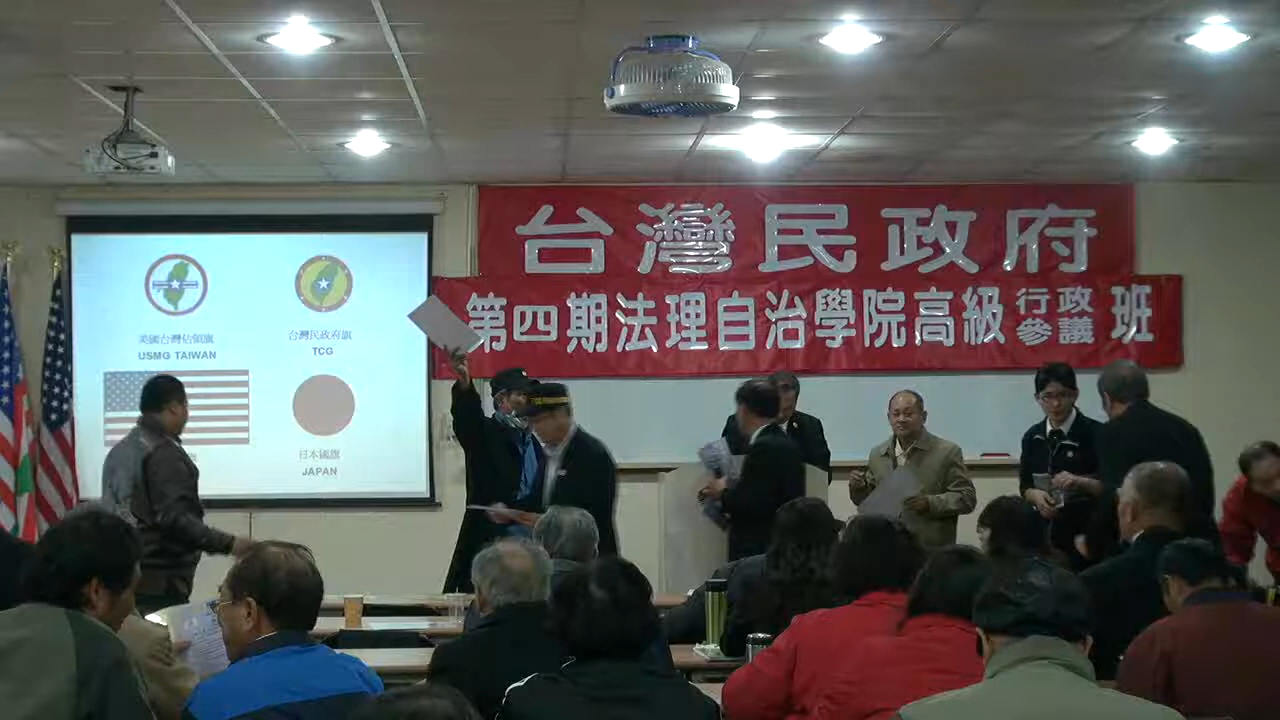 台灣民政府
第四期法理自治學院高級行政參議班
美國台灣佔領旗
USMG TAIWAN
台灣民政府旗
TCG
日本國旗
JAPAN